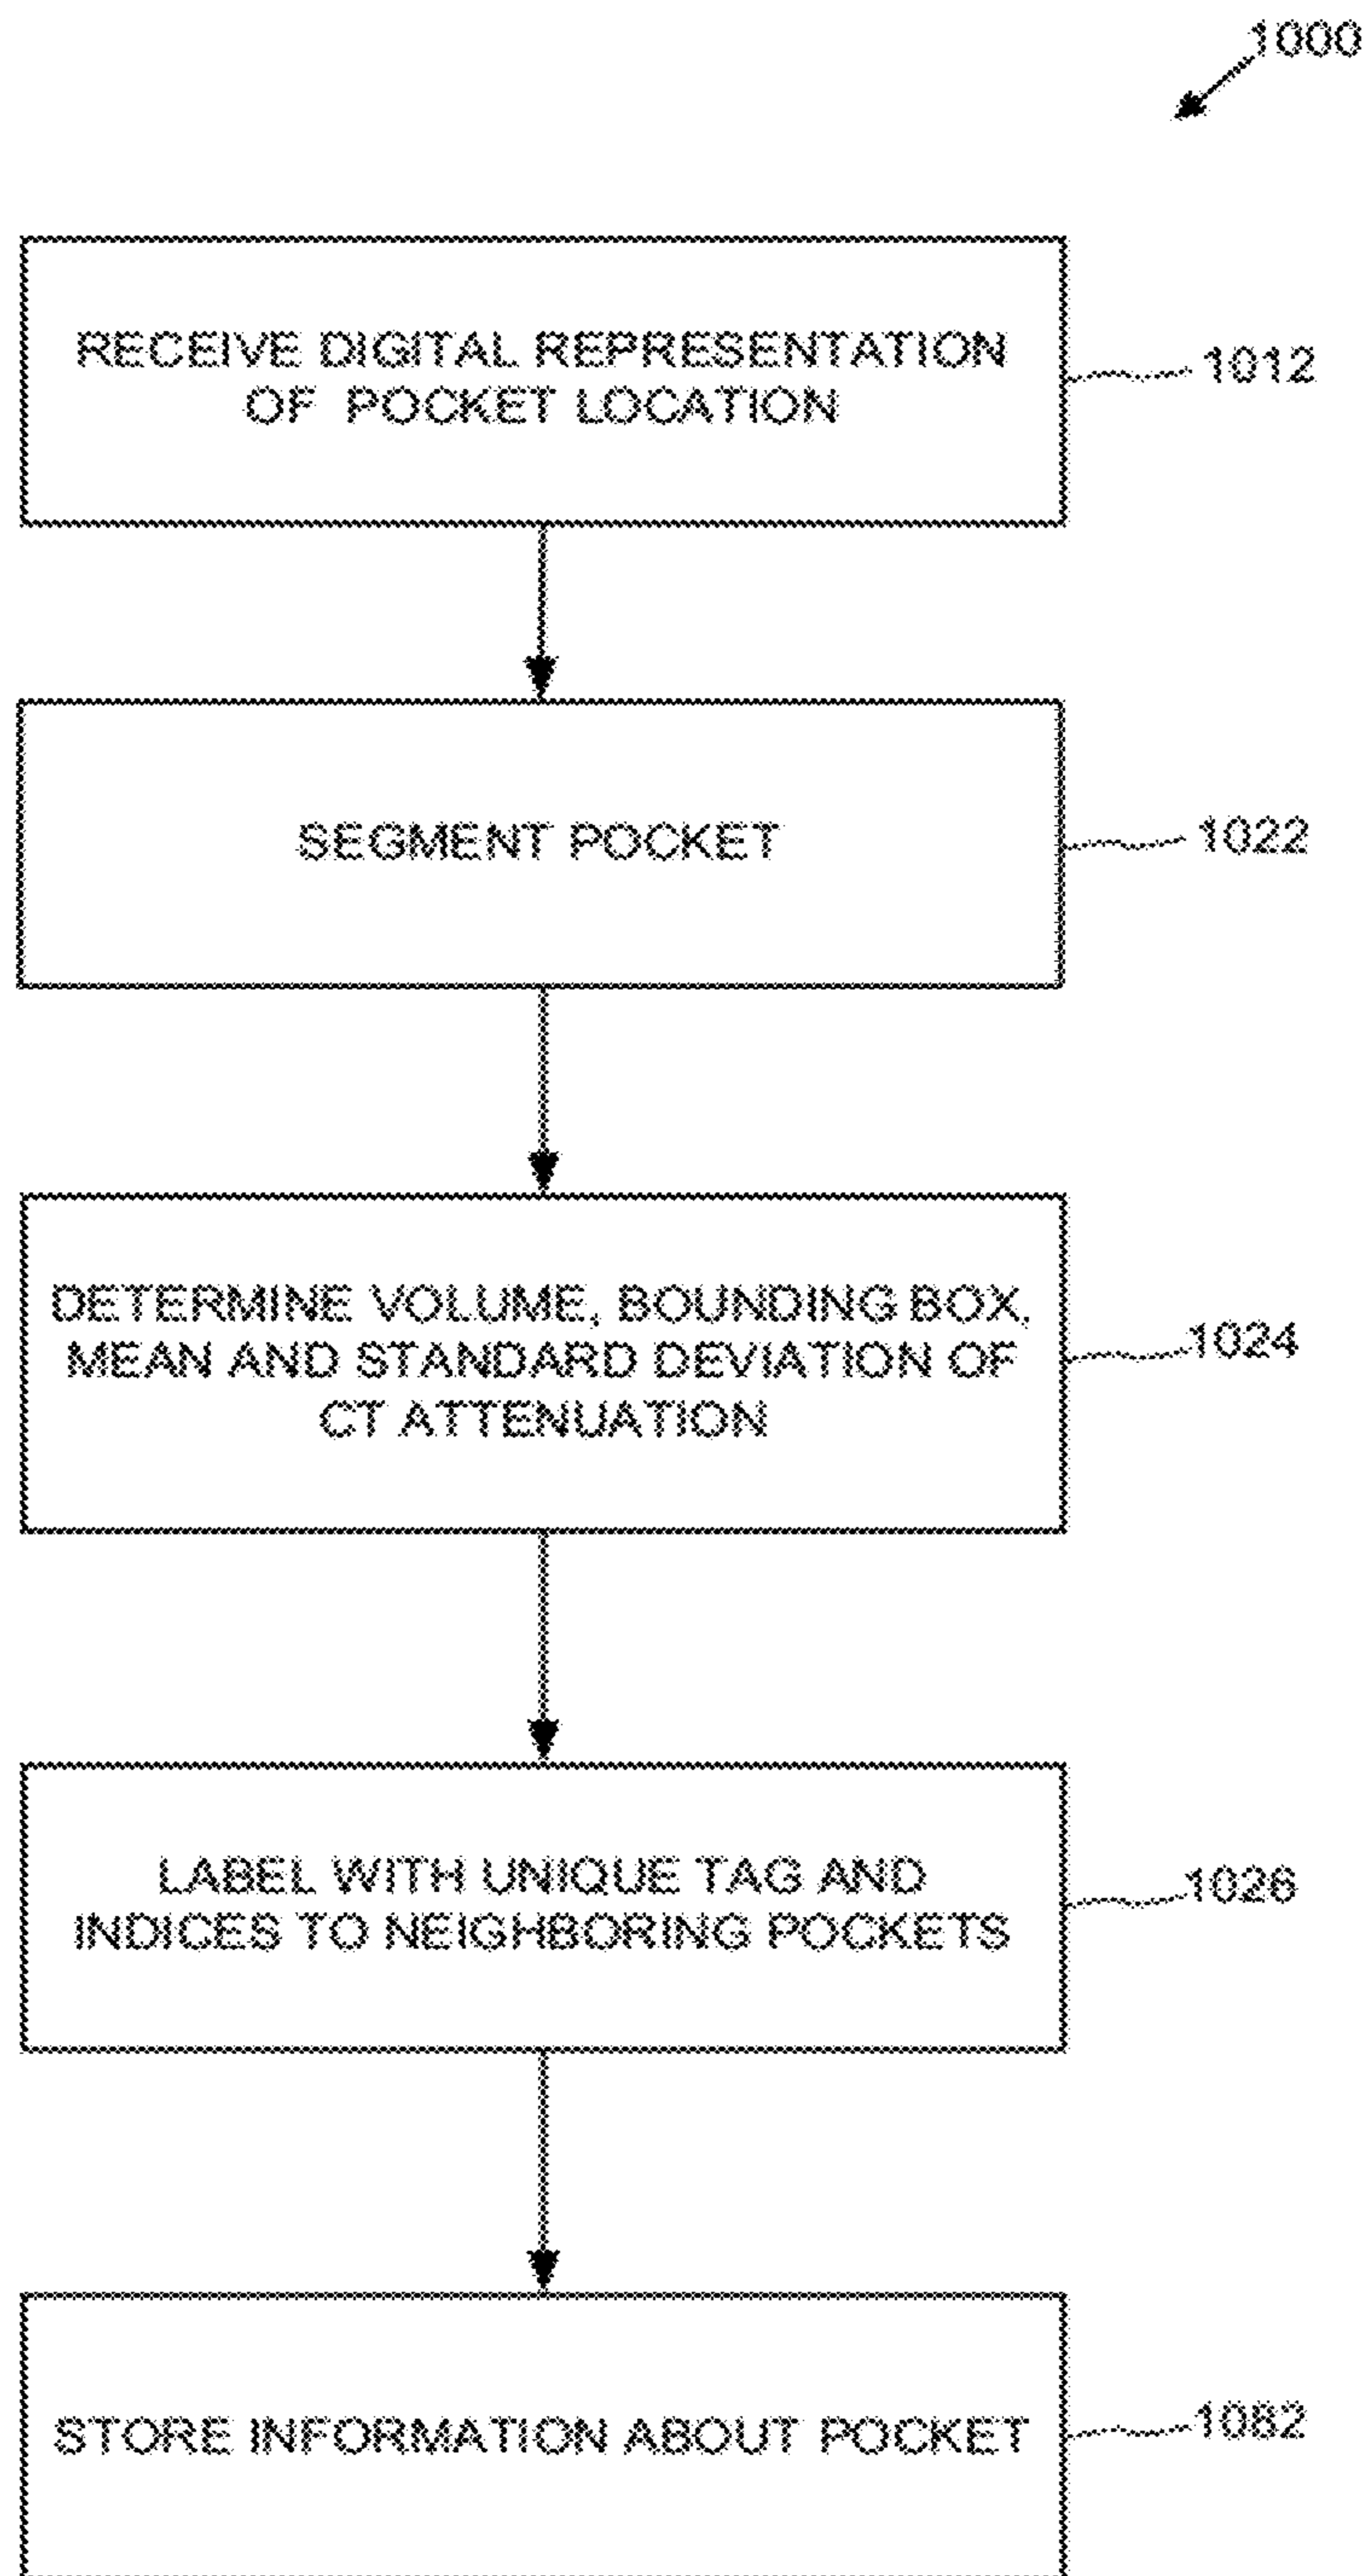 1000
RECEIVE DIGITAL REPRESENTATION
OF POCKET LOCATION
1012
SEGMENT POCKET
1022
DETERMINE VOLUME, BOUNDING BOX,
MEAN AND STANDARD DEVIATION OF
CT ATTENUATION
1024
LABEL WITH UNIQUE TAG AND
INDICES TO NEIGHBORING POCKETS
1026
STORE INFORMATION ABOUT POCKET
1082